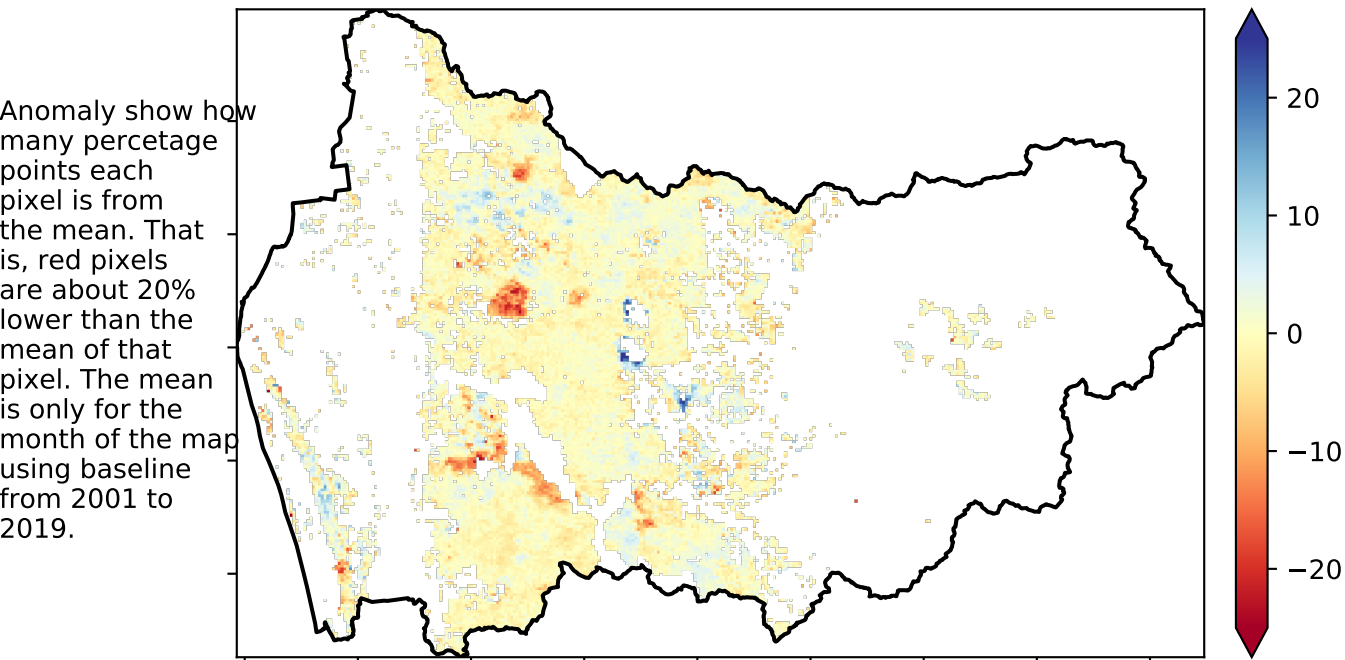 Anomaly show how
many percetage
points each
pixel is from
the mean. That
is, red pixels
are about 20%
lower than the
mean of that
pixel. The mean
is only for the
month of the map
using baseline
from 2001 to
2019.
20
10
0
−10
−20